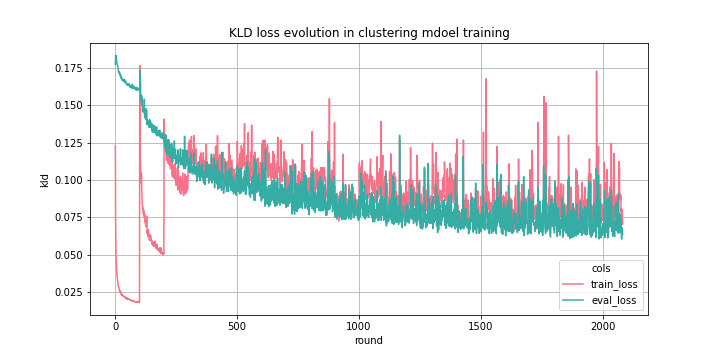 KLD loss evolution in clustering mdoel training
0.175
0.150
0.125
0.100
0.075
0.050
0.025
kld
0
500
1000
1500
2000
round
cols
train_loss
eval_loss